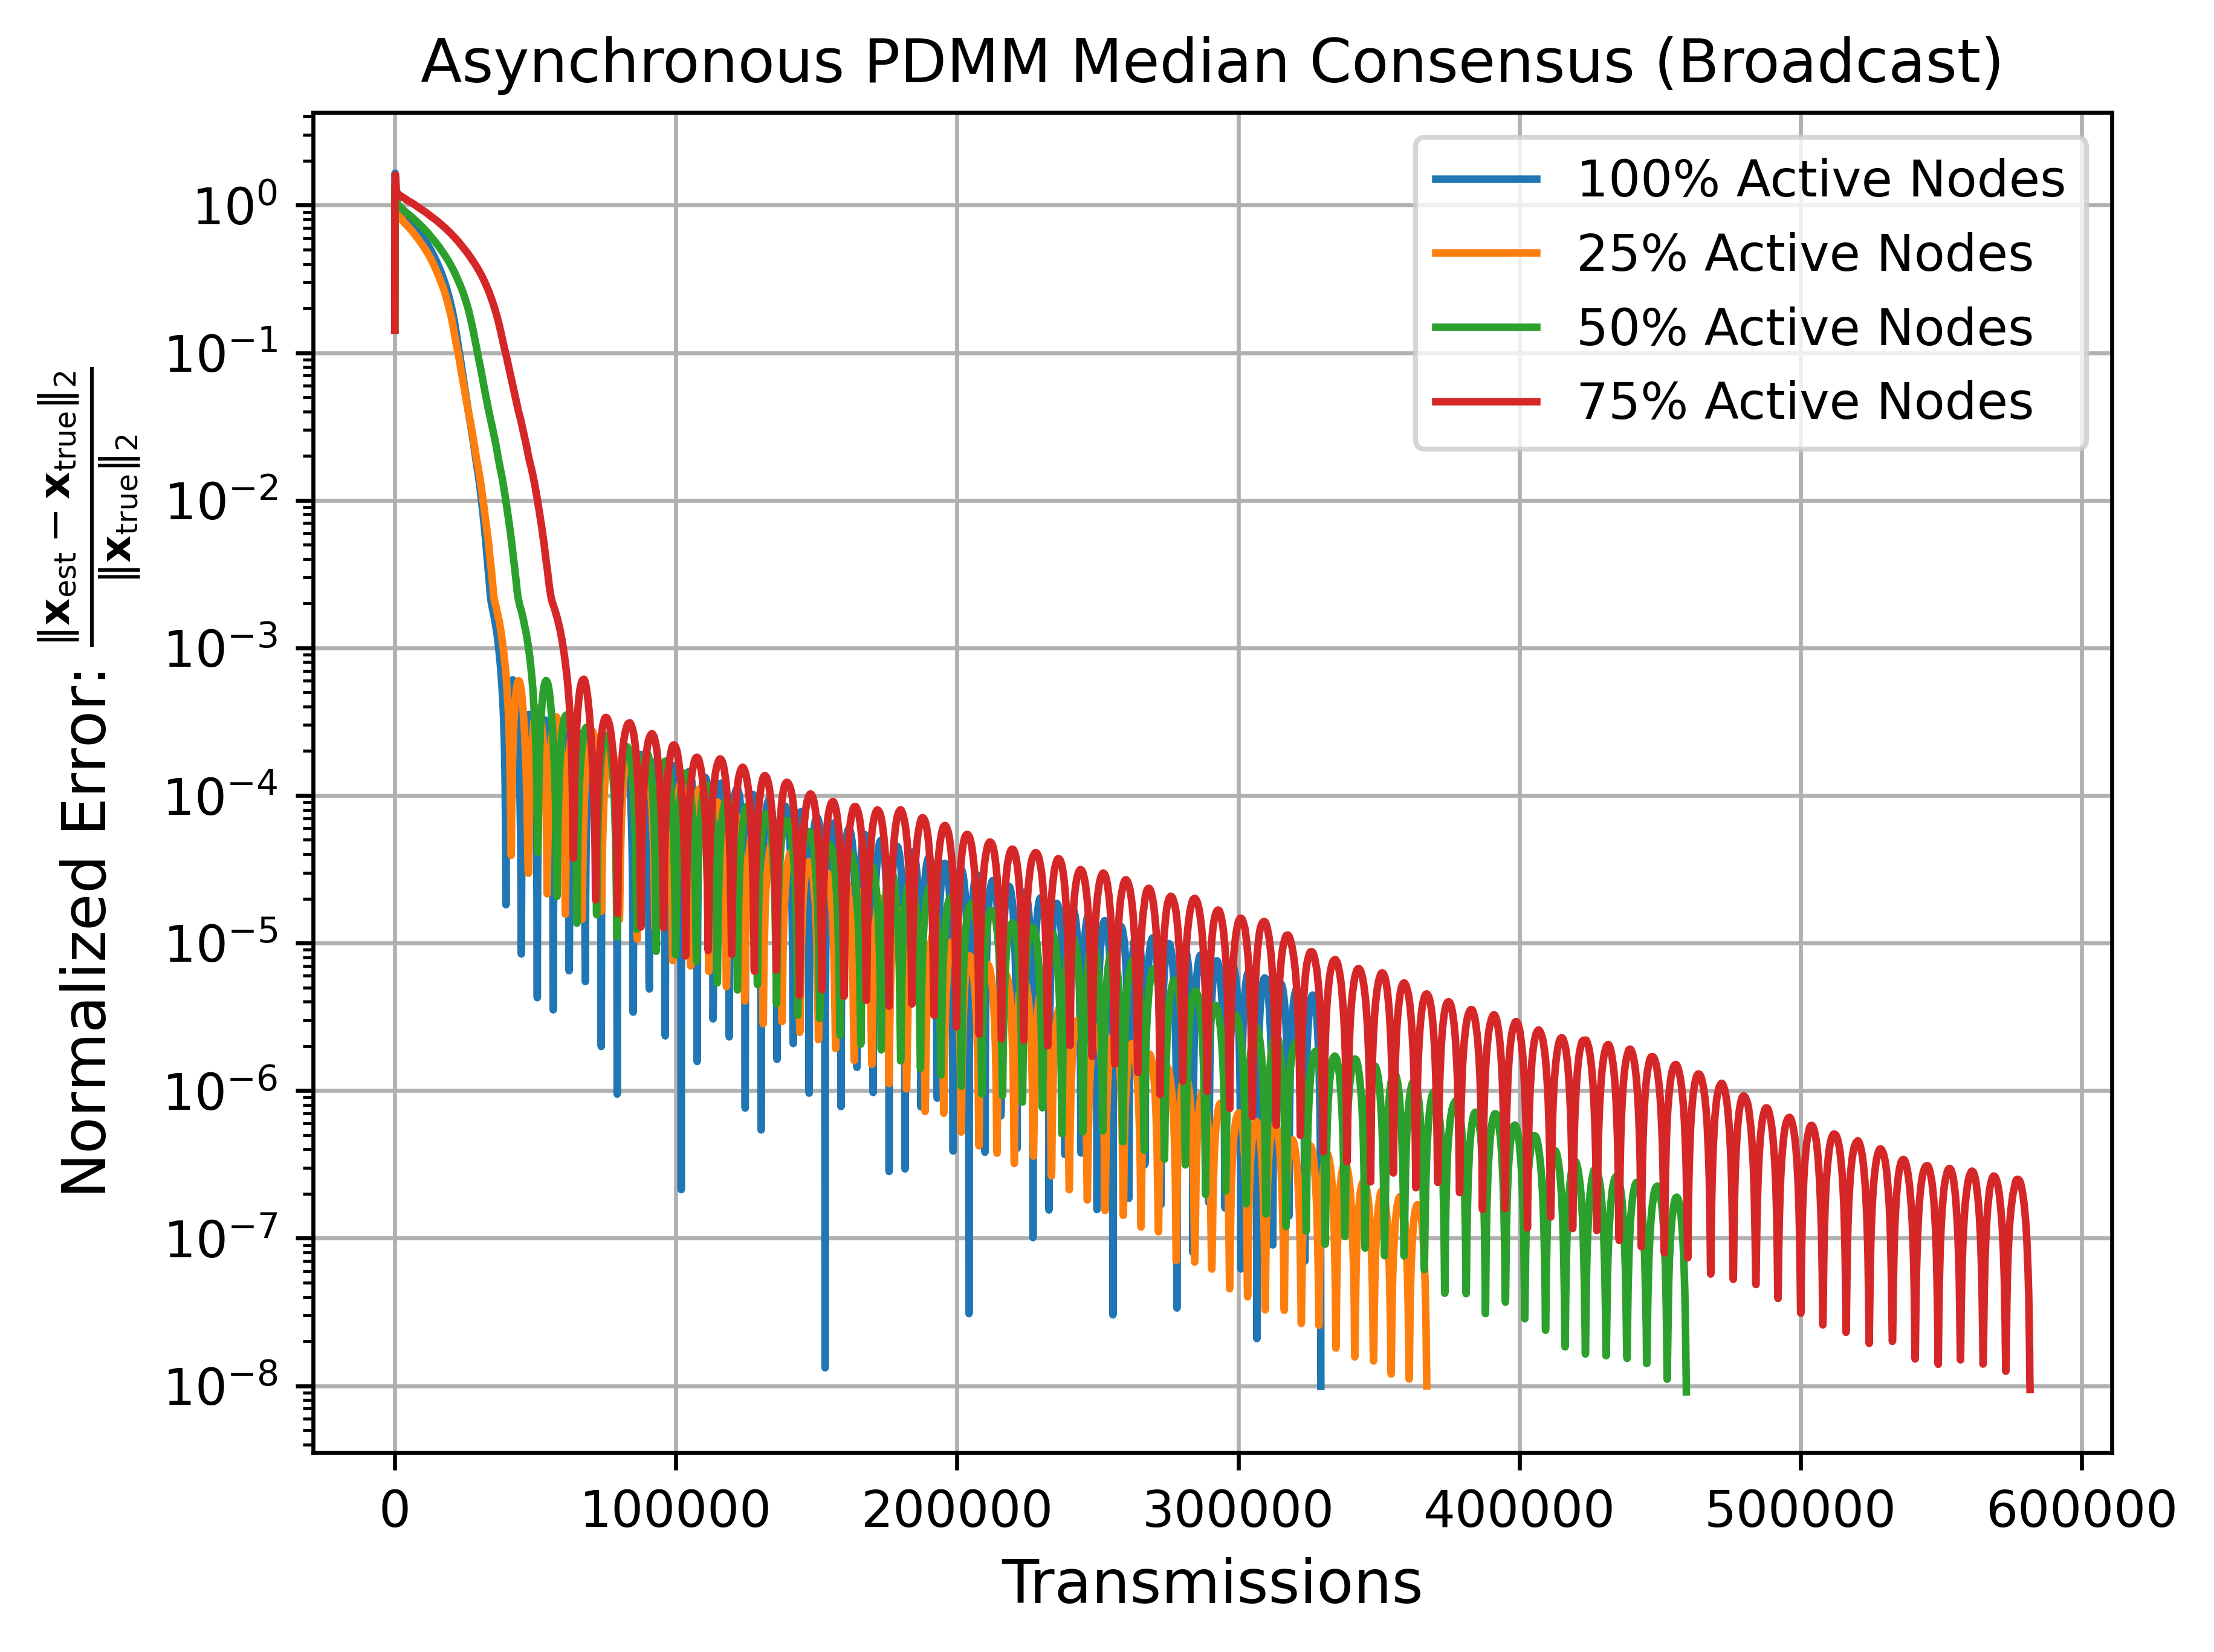 Asynchronous PDMM Median Consensus (Broadcast)
100% Active Nodes
25% Active Nodes
50% Active Nodes
75% Active Nodes
Normalized Error: ‖x_est − x_true‖₂ / ‖x_true‖₂
10⁰
10⁻¹
10⁻²
10⁻³
10⁻⁴
10⁻⁵
10⁻⁶
10⁻⁷
10⁻⁸
0 100000 200000 300000 400000 500000 600000
Transmissions